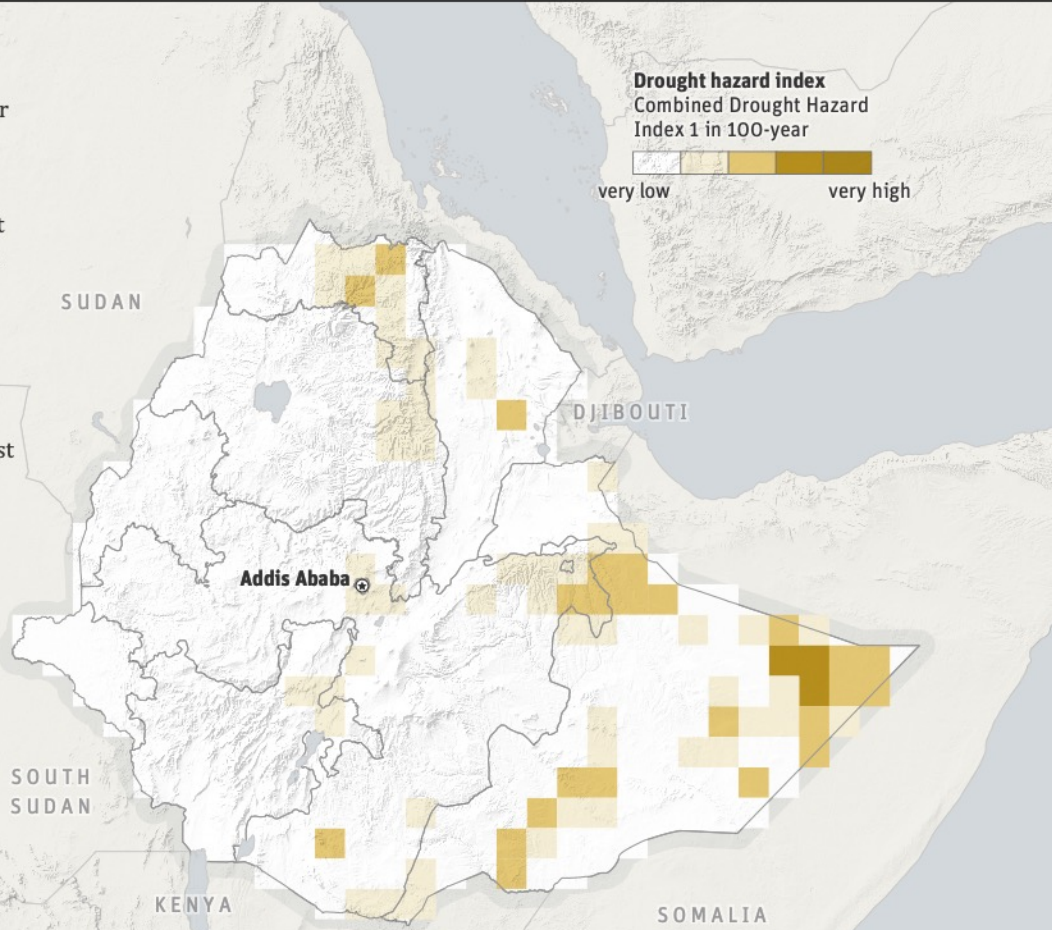 Drought hazard index
Combined Drought Hazard
Index 1 in 100-year
very low
very high
r
t
SUDAN
DJIBOUTI
st
Addis Ababa
SOUTH
SUDAN
KENYA
SOMALIA